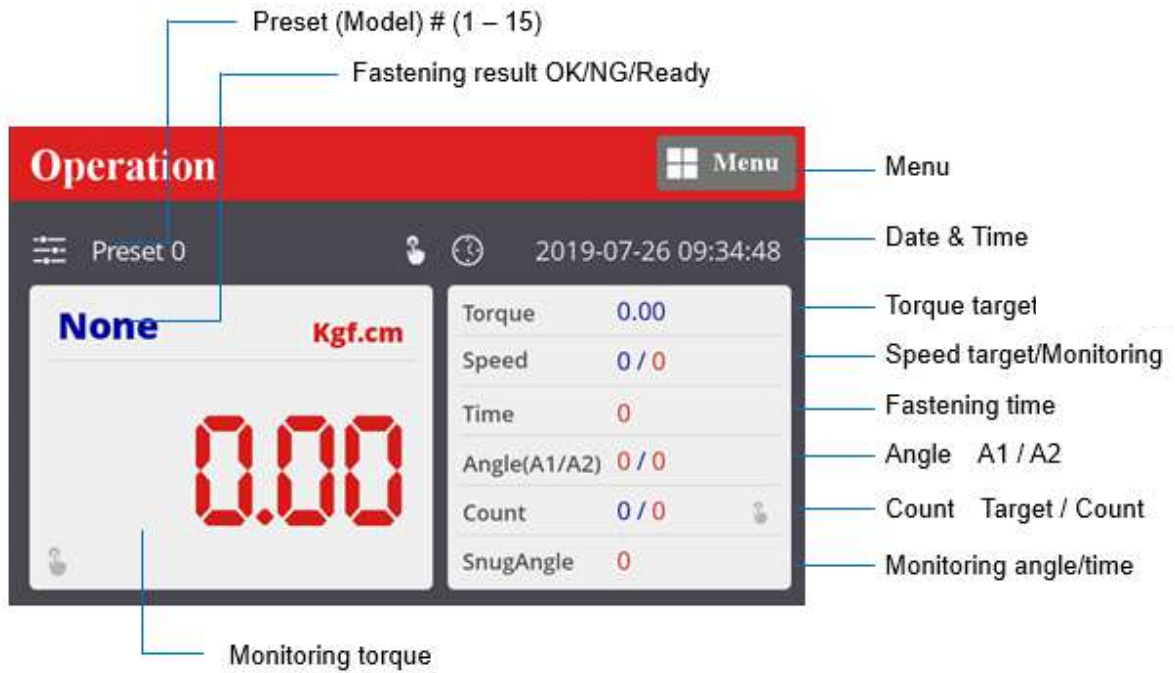 Preset (Model) # (1 – 15)
Fastening result OK/NG/Ready
Operation
Menu
Menu
Preset 0
2019-07-26 09:34:48
Date & Time
None
Kgf.cm
0.00
Torque 0.00
Torque target
Speed 0 / 0
Speed target/Monitoring
Time 0
Fastening time
Angle(A1/A2) 0 / 0
Angle A1 / A2
Count 0 / 0
Count Target / Count
SnugAngle 0
Monitoring angle/time
Monitoring torque